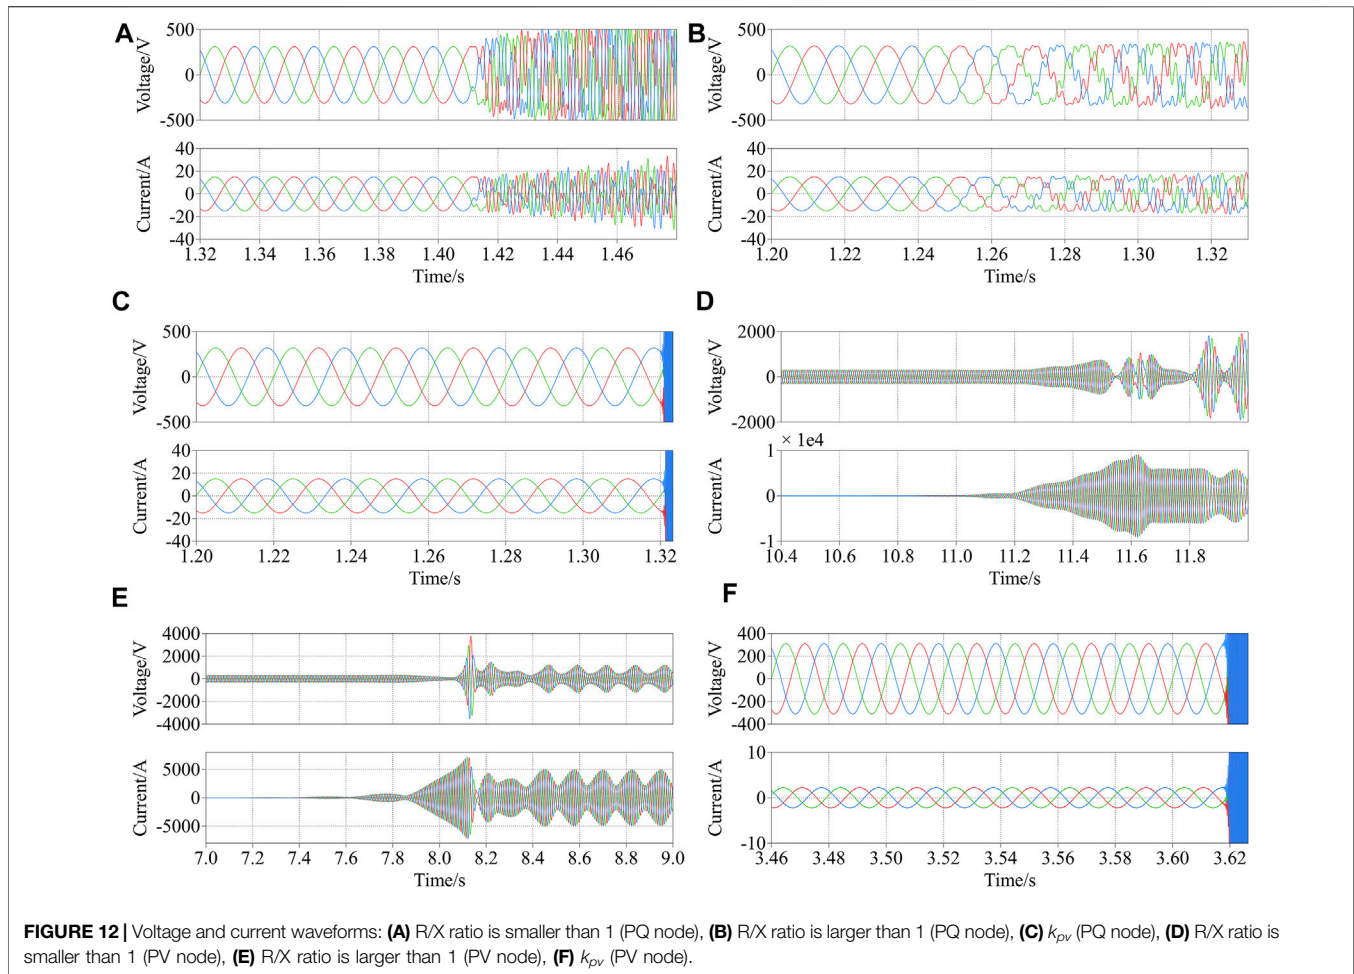 A
B
500
0
-500
Voltage/V
40
20
0
-20
-40
Current/A
1.32 1.34 1.36 1.38 1.40 1.42 1.44 1.46
Time/s
500
0
-500
Voltage/V
40
20
0
-20
-40
Current/A
1.20 1.22 1.24 1.26 1.28 1.30 1.32
Time/s
C
D
500
0
-500
Voltage/V
40
20
0
-20
-40
Current/A
1.20 1.22 1.24 1.26 1.28 1.30 1.32
Time/s
2000
0
-2000
Voltage/V
× 1e4
1
0
-1
Current/A
10.4 10.6 10.8 11.0 11.2 11.4 11.6 11.8
Time/s
E
F
4000
2000
0
-2000
-4000
Voltage/V
5000
0
-5000
Current/A
7.0 7.2 7.4 7.6 7.8 8.0 8.2 8.4 8.6 8.8 9.0
Time/s
400
200
0
-200
-400
Voltage/V
10
0
-10
Current/A
3.46 3.48 3.50 3.52 3.54 3.56 3.58 3.60 3.62
Time/s
FIGURE 12 | Voltage and current waveforms: (A) R/X ratio is smaller than 1 (PQ node), (B) R/X ratio is larger than 1 (PQ node), (C) kpv (PQ node), (D) R/X ratio is
smaller than 1 (PV node), (E) R/X ratio is larger than 1 (PV node), (F) kpv (PV node).